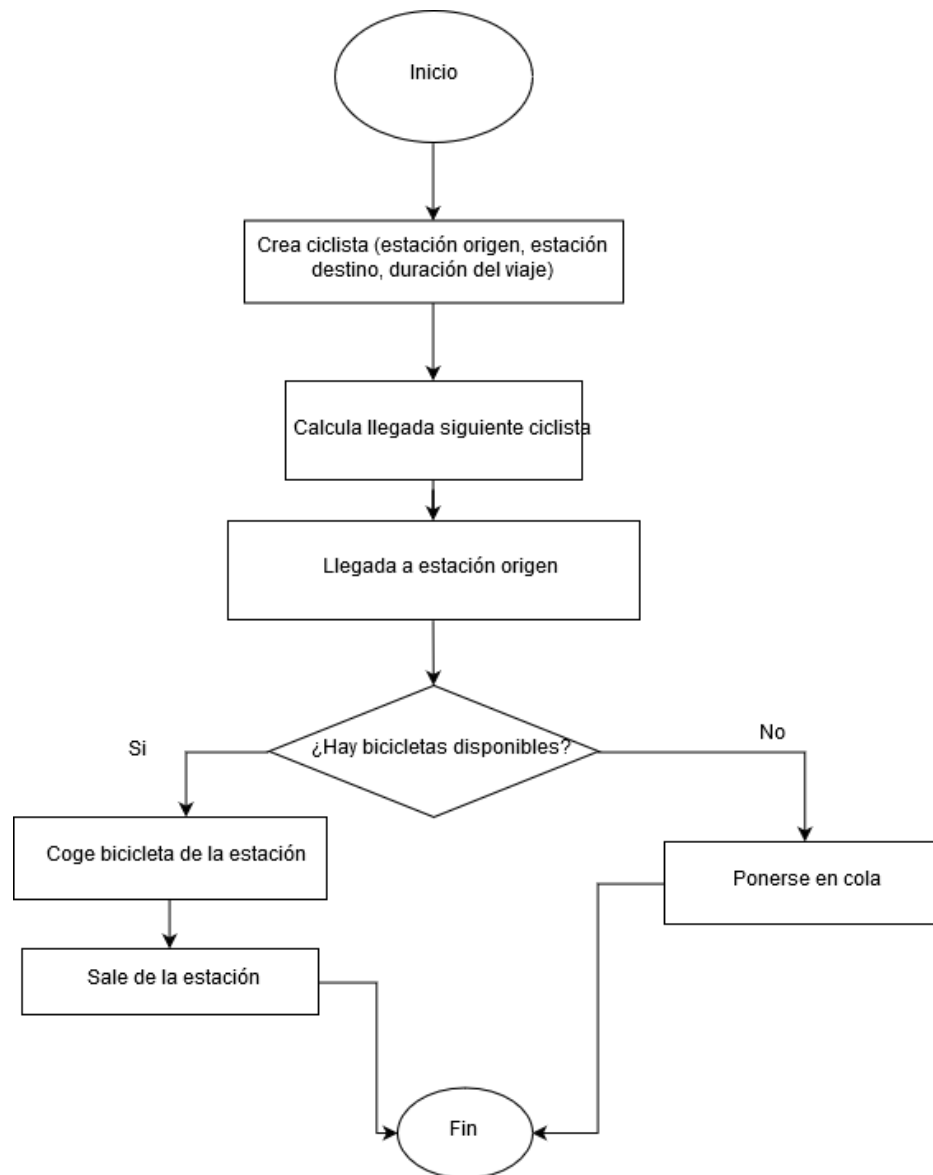 Inicio
Crea ciclista (estación origen, estación
destino, duración del viaje)
Calcula llegada siguiente ciclista
Llegada a estación origen
¿Hay bicicletas disponibles?
Si
No
Coge bicicleta de la estación
Ponerse en cola
Sale de la estación
Fin